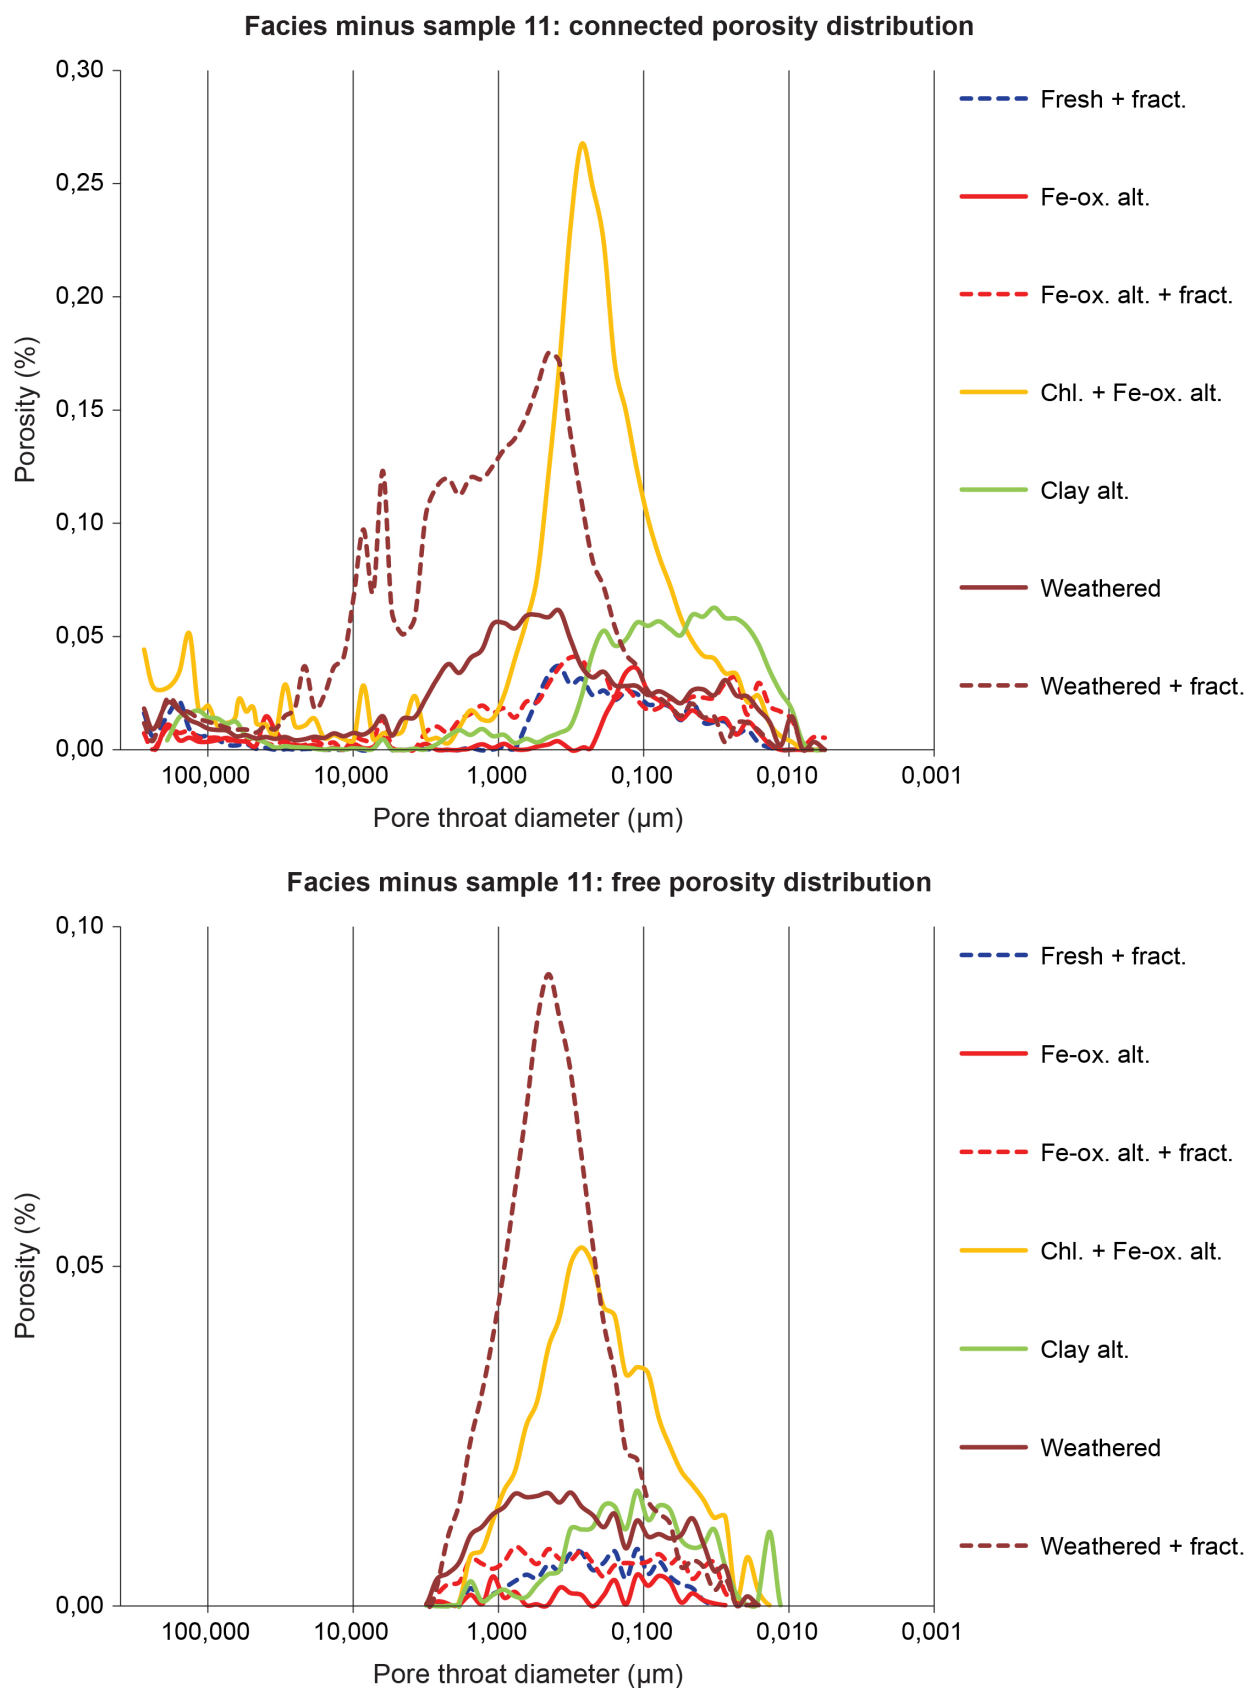 Facies minus sample 11: connected porosity distribution
0,30
0,25
0,20
0,15
0,10
0,05
0,00
Porosity (%)
100,000 10,000 1,000 0,100 0,010 0,001
Pore throat diameter (µm)
Fresh + fract.
Fe-ox. alt.
Fe-ox. alt. + fract.
Chl. + Fe-ox. alt.
Clay alt.
Weathered
Weathered + fract.
Facies minus sample 11: free porosity distribution
0,10
0,05
0,00
Porosity (%)
100,000 10,000 1,000 0,100 0,010 0,001
Pore throat diameter (µm)
Fresh + fract.
Fe-ox. alt.
Fe-ox. alt. + fract.
Chl. + Fe-ox. alt.
Clay alt.
Weathered
Weathered + fract.